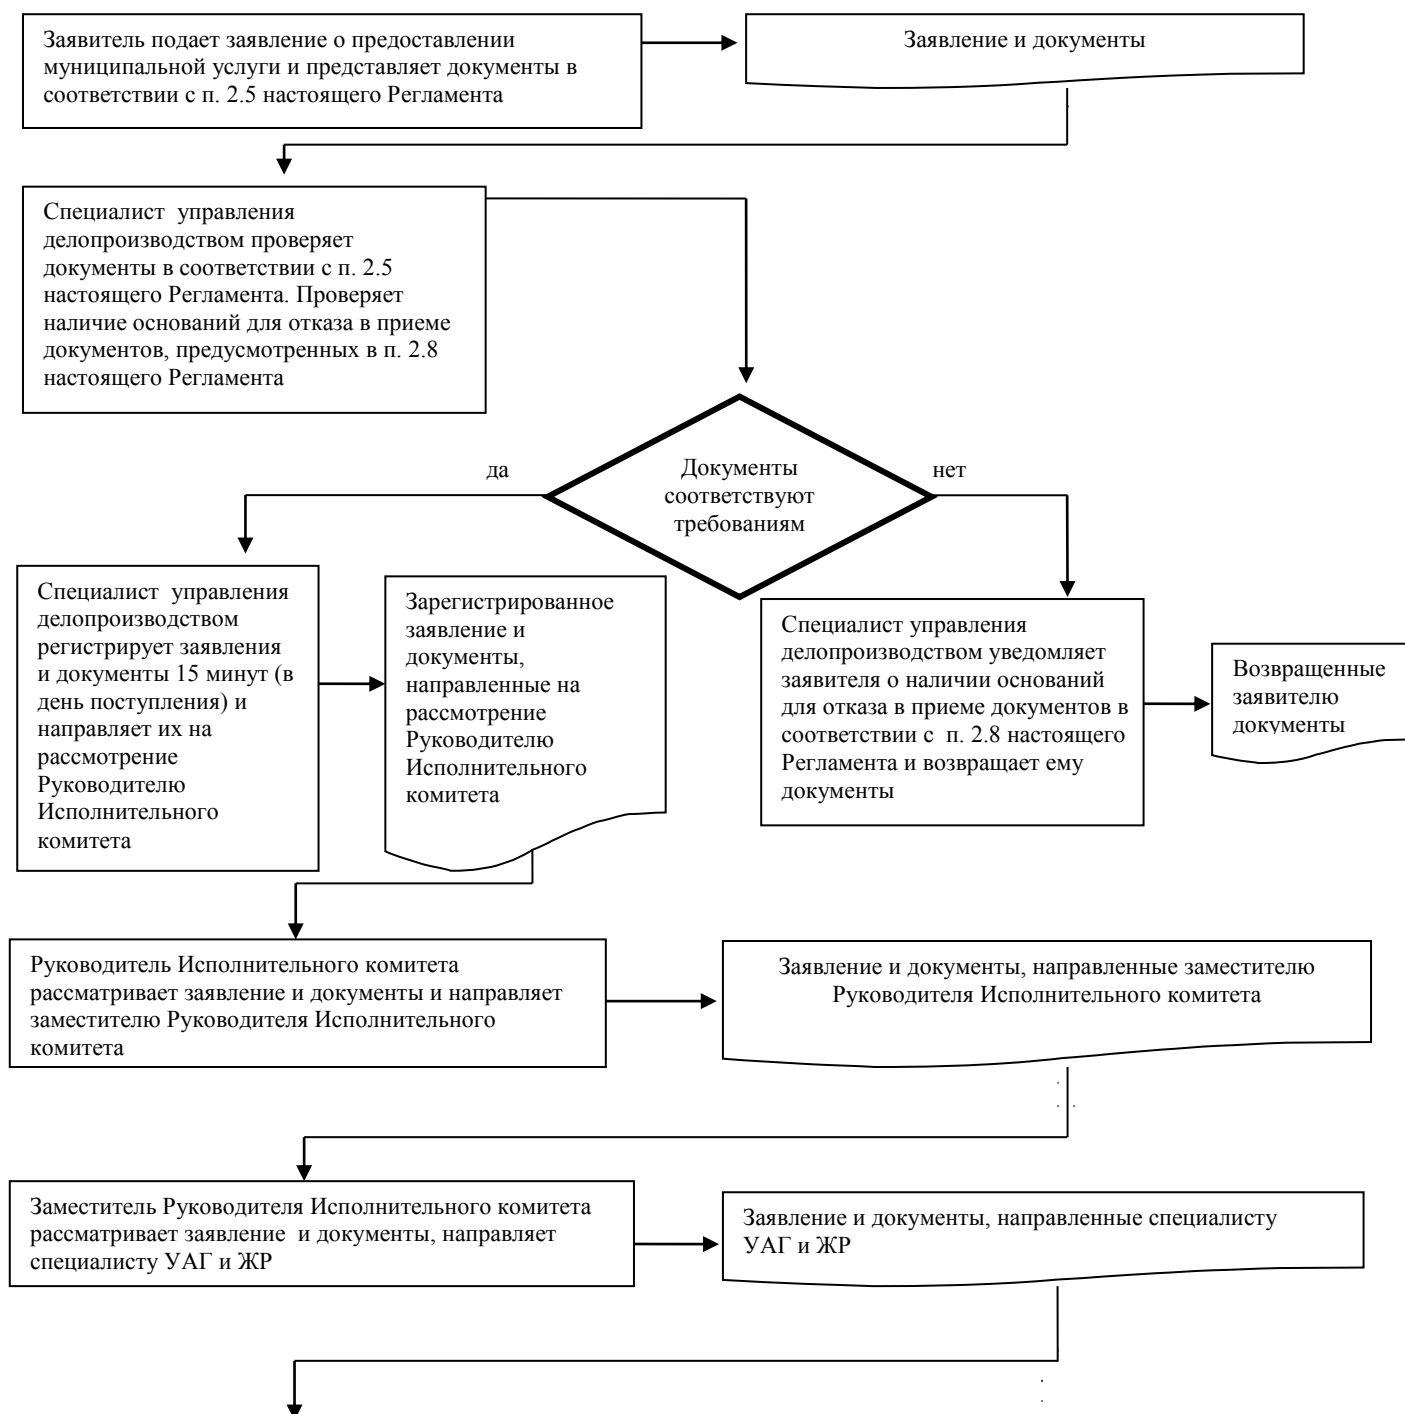 Заявитель подает заявление о предоставлении
муниципальной услуги и представляет документы в
соответствии с п. 2.5 настоящего Регламента
Заявление и документы
Специалист  управления
делопроизводством проверяет
документы в соответствии с п. 2.5
настоящего Регламента. Проверяет
наличие оснований для отказа в приеме
документов, предусмотренных в п. 2.8
настоящего Регламента
да
Документы
соответствуют
требованиям
нет
Специалист  управления
делопроизводством
регистрирует заявления
и документы 15 минут (в
день поступления) и
направляет их на
рассмотрение
Руководителю
Исполнительного
комитета
Зарегистрированное
заявление и
документы,
направленные на
рассмотрение
Руководителю
Исполнительного
комитета
Специалист управления
делопроизводством уведомляет
заявителя о наличии оснований
для отказа в приеме документов в
соответствии с  п. 2.8 настоящего
Регламента и возвращает ему
документы
Возвращенные
заявителю
документы
Руководитель Исполнительного комитета
рассматривает заявление и документы и направляет
заместителю Руководителя Исполнительного
комитета
Заявление и документы, направленные заместителю
Руководителя Исполнительного комитета
Заместитель Руководителя Исполнительного комитета
рассматривает заявление  и документы, направляет
специалисту УАГ и ЖР
Заявление и документы, направленные специалисту
УАГ и ЖР